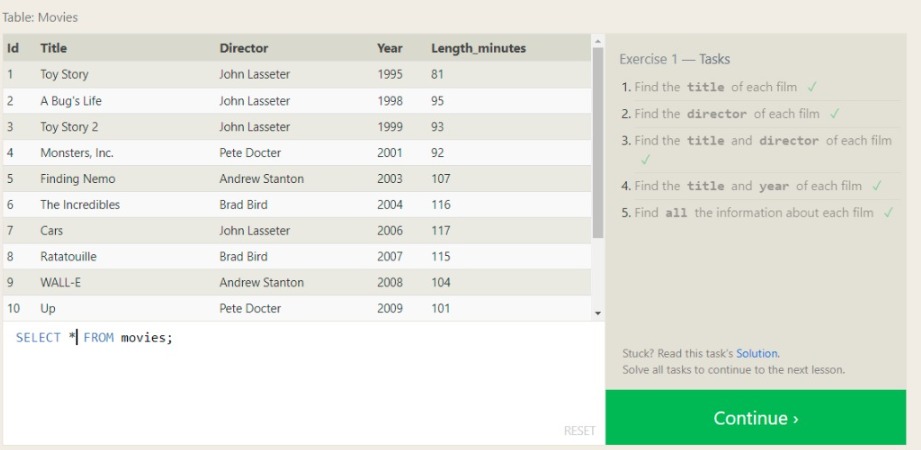 Table: Movies
Id Title Director Year Length_minutes
1 Toy Story John Lasseter 1995 81
2 A Bug's Life John Lasseter 1998 95
3 Toy Story 2 John Lasseter 1999 93
4 Monsters, Inc. Pete Docter 2001 92
5 Finding Nemo Andrew Stanton 2003 107
6 The Incredibles Brad Bird 2004 116
7 Cars John Lasseter 2006 117
8 Ratatouille Brad Bird 2007 115
9 WALL-E Andrew Stanton 2008 104
10 Up Pete Docter 2009 101
SELECT * FROM movies;
RESET
Exercise 1 — Tasks
1. Find the title of each film ✓
2. Find the director of each film ✓
3. Find the title and director of each film
✓
4. Find the title and year of each film ✓
5. Find all the information about each film ✓
Stuck? Read this task's Solution.
Solve all tasks to continue to the next lesson.
Continue ›